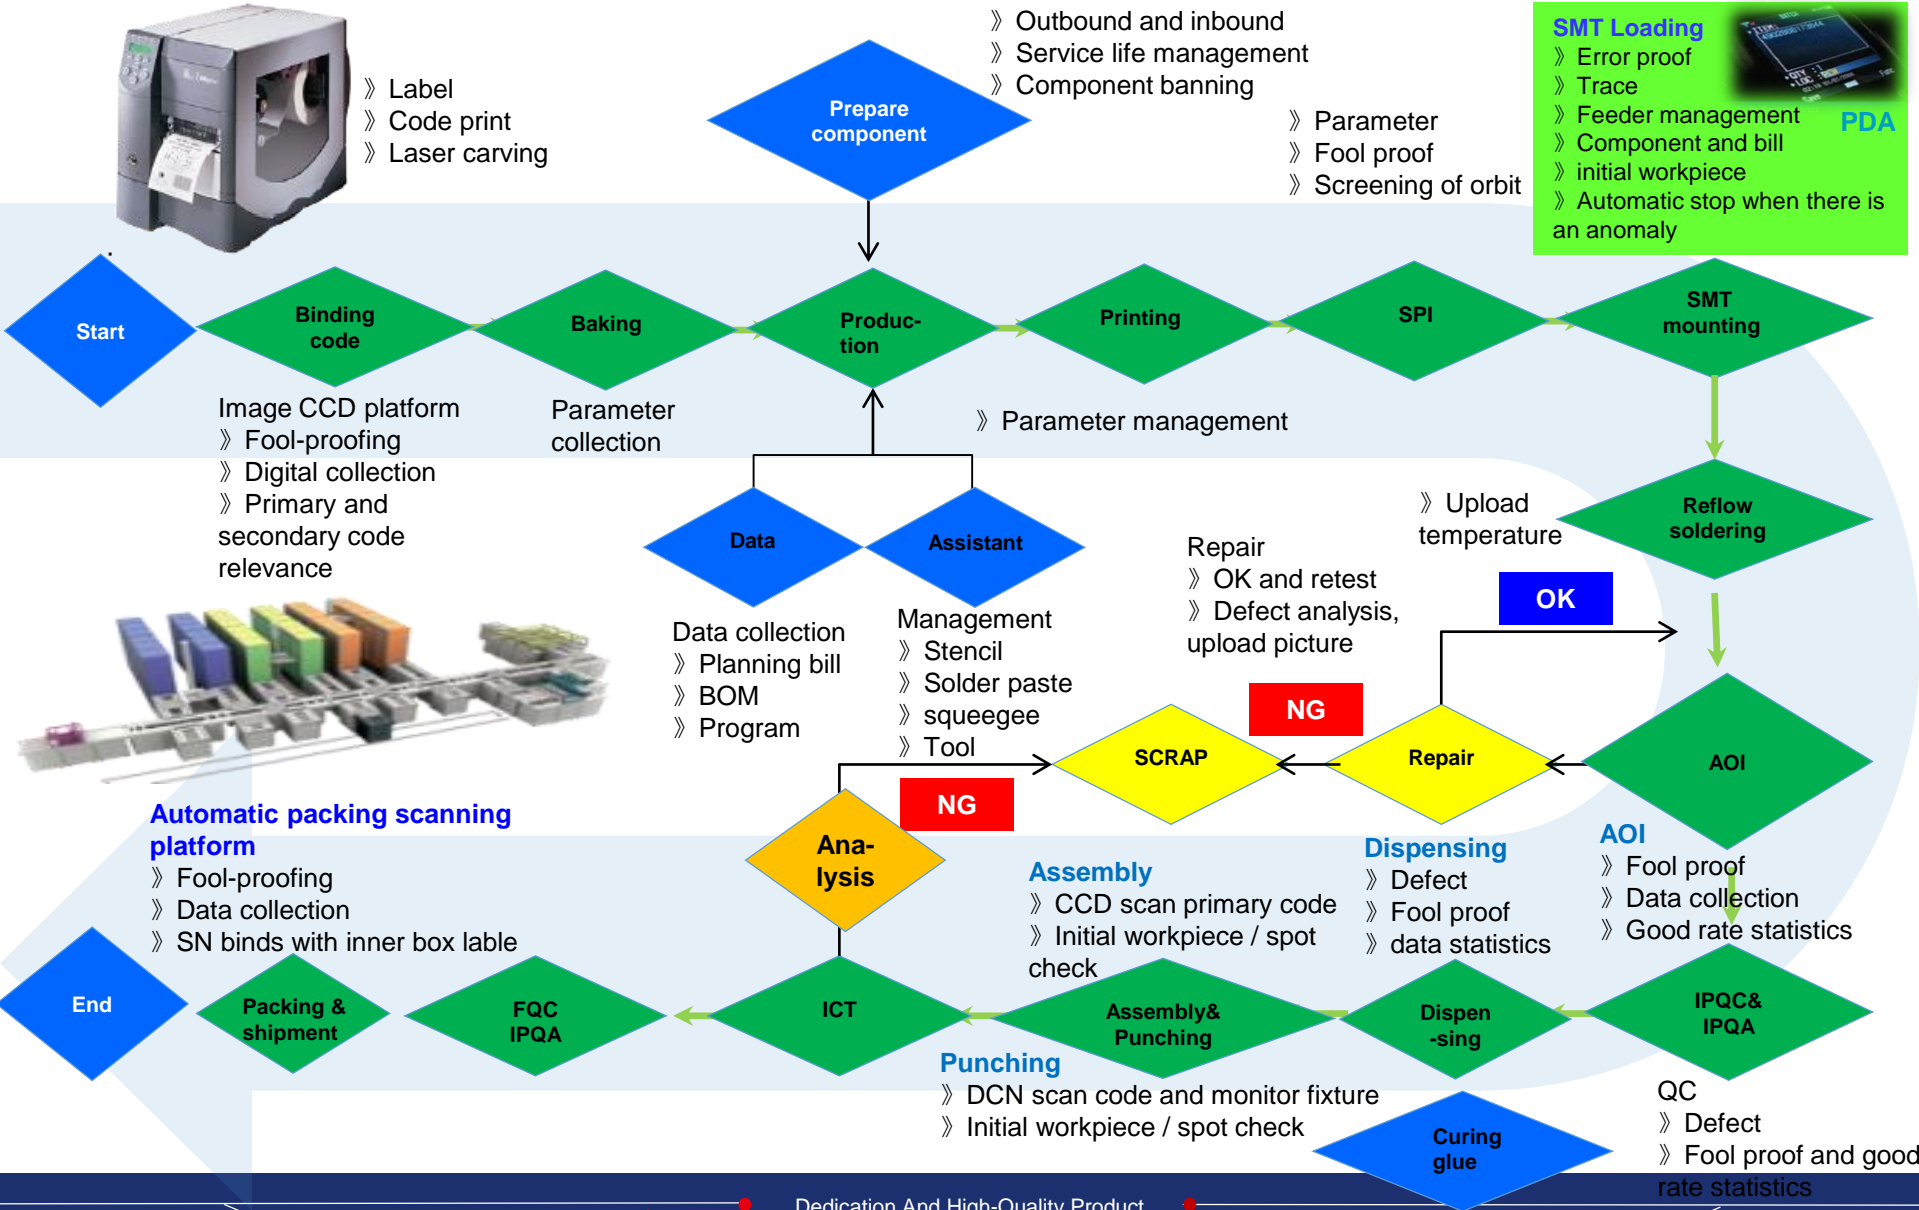 》 Label
》 Code print
》 Laser carving
》 Outbound and inbound
》 Service life management
》 Component banning
Prepare
component
》 Parameter
》 Fool proof
》 Screening of orbit
SMT Loading
》 Error proof
》 Trace
》 Feeder management
》 Component and bill
》 initial workpiece
》 Automatic stop when there is
an anomaly
PDA
Start
Binding
code
Baking
Produc-
tion
Printing
SPI
SMT
mounting
Image CCD platform
》 Fool-proofing
》 Digital collection
》 Primary and
secondary code
relevance
Parameter
collection
》 Parameter management
Data
Assistant
》 Upload
temperature
Reflow
soldering
Repair
》 OK and retest
》 Defect analysis,
upload picture
OK
Data collection
》 Planning bill
》 BOM
》 Program
Management
》 Stencil
》 Solder paste
》 squeegee
》 Tool
NG
SCRAP
Repair
AOI
NG
Ana-
lysis
Automatic packing scanning
platform
》 Fool-proofing
》 Data collection
》 SN binds with inner box lable
Assembly
》 CCD scan primary code
》 Initial workpiece / spot
check
Dispensing
》 Defect
》 Fool proof
》 data statistics
AOI
》 Fool proof
》 Data collection
》 Good rate statistics
End
Packing &
shipment
FQC
IPQA
ICT
Assembly&
Punching
Dispen
-sing
IPQC&
IPQA
Punching
》 DCN scan code and monitor fixture
》 Initial workpiece / spot check
Curing
glue
QC
》 Defect
》 Fool proof and good
rate statistics
Dedication And High-Quality Product